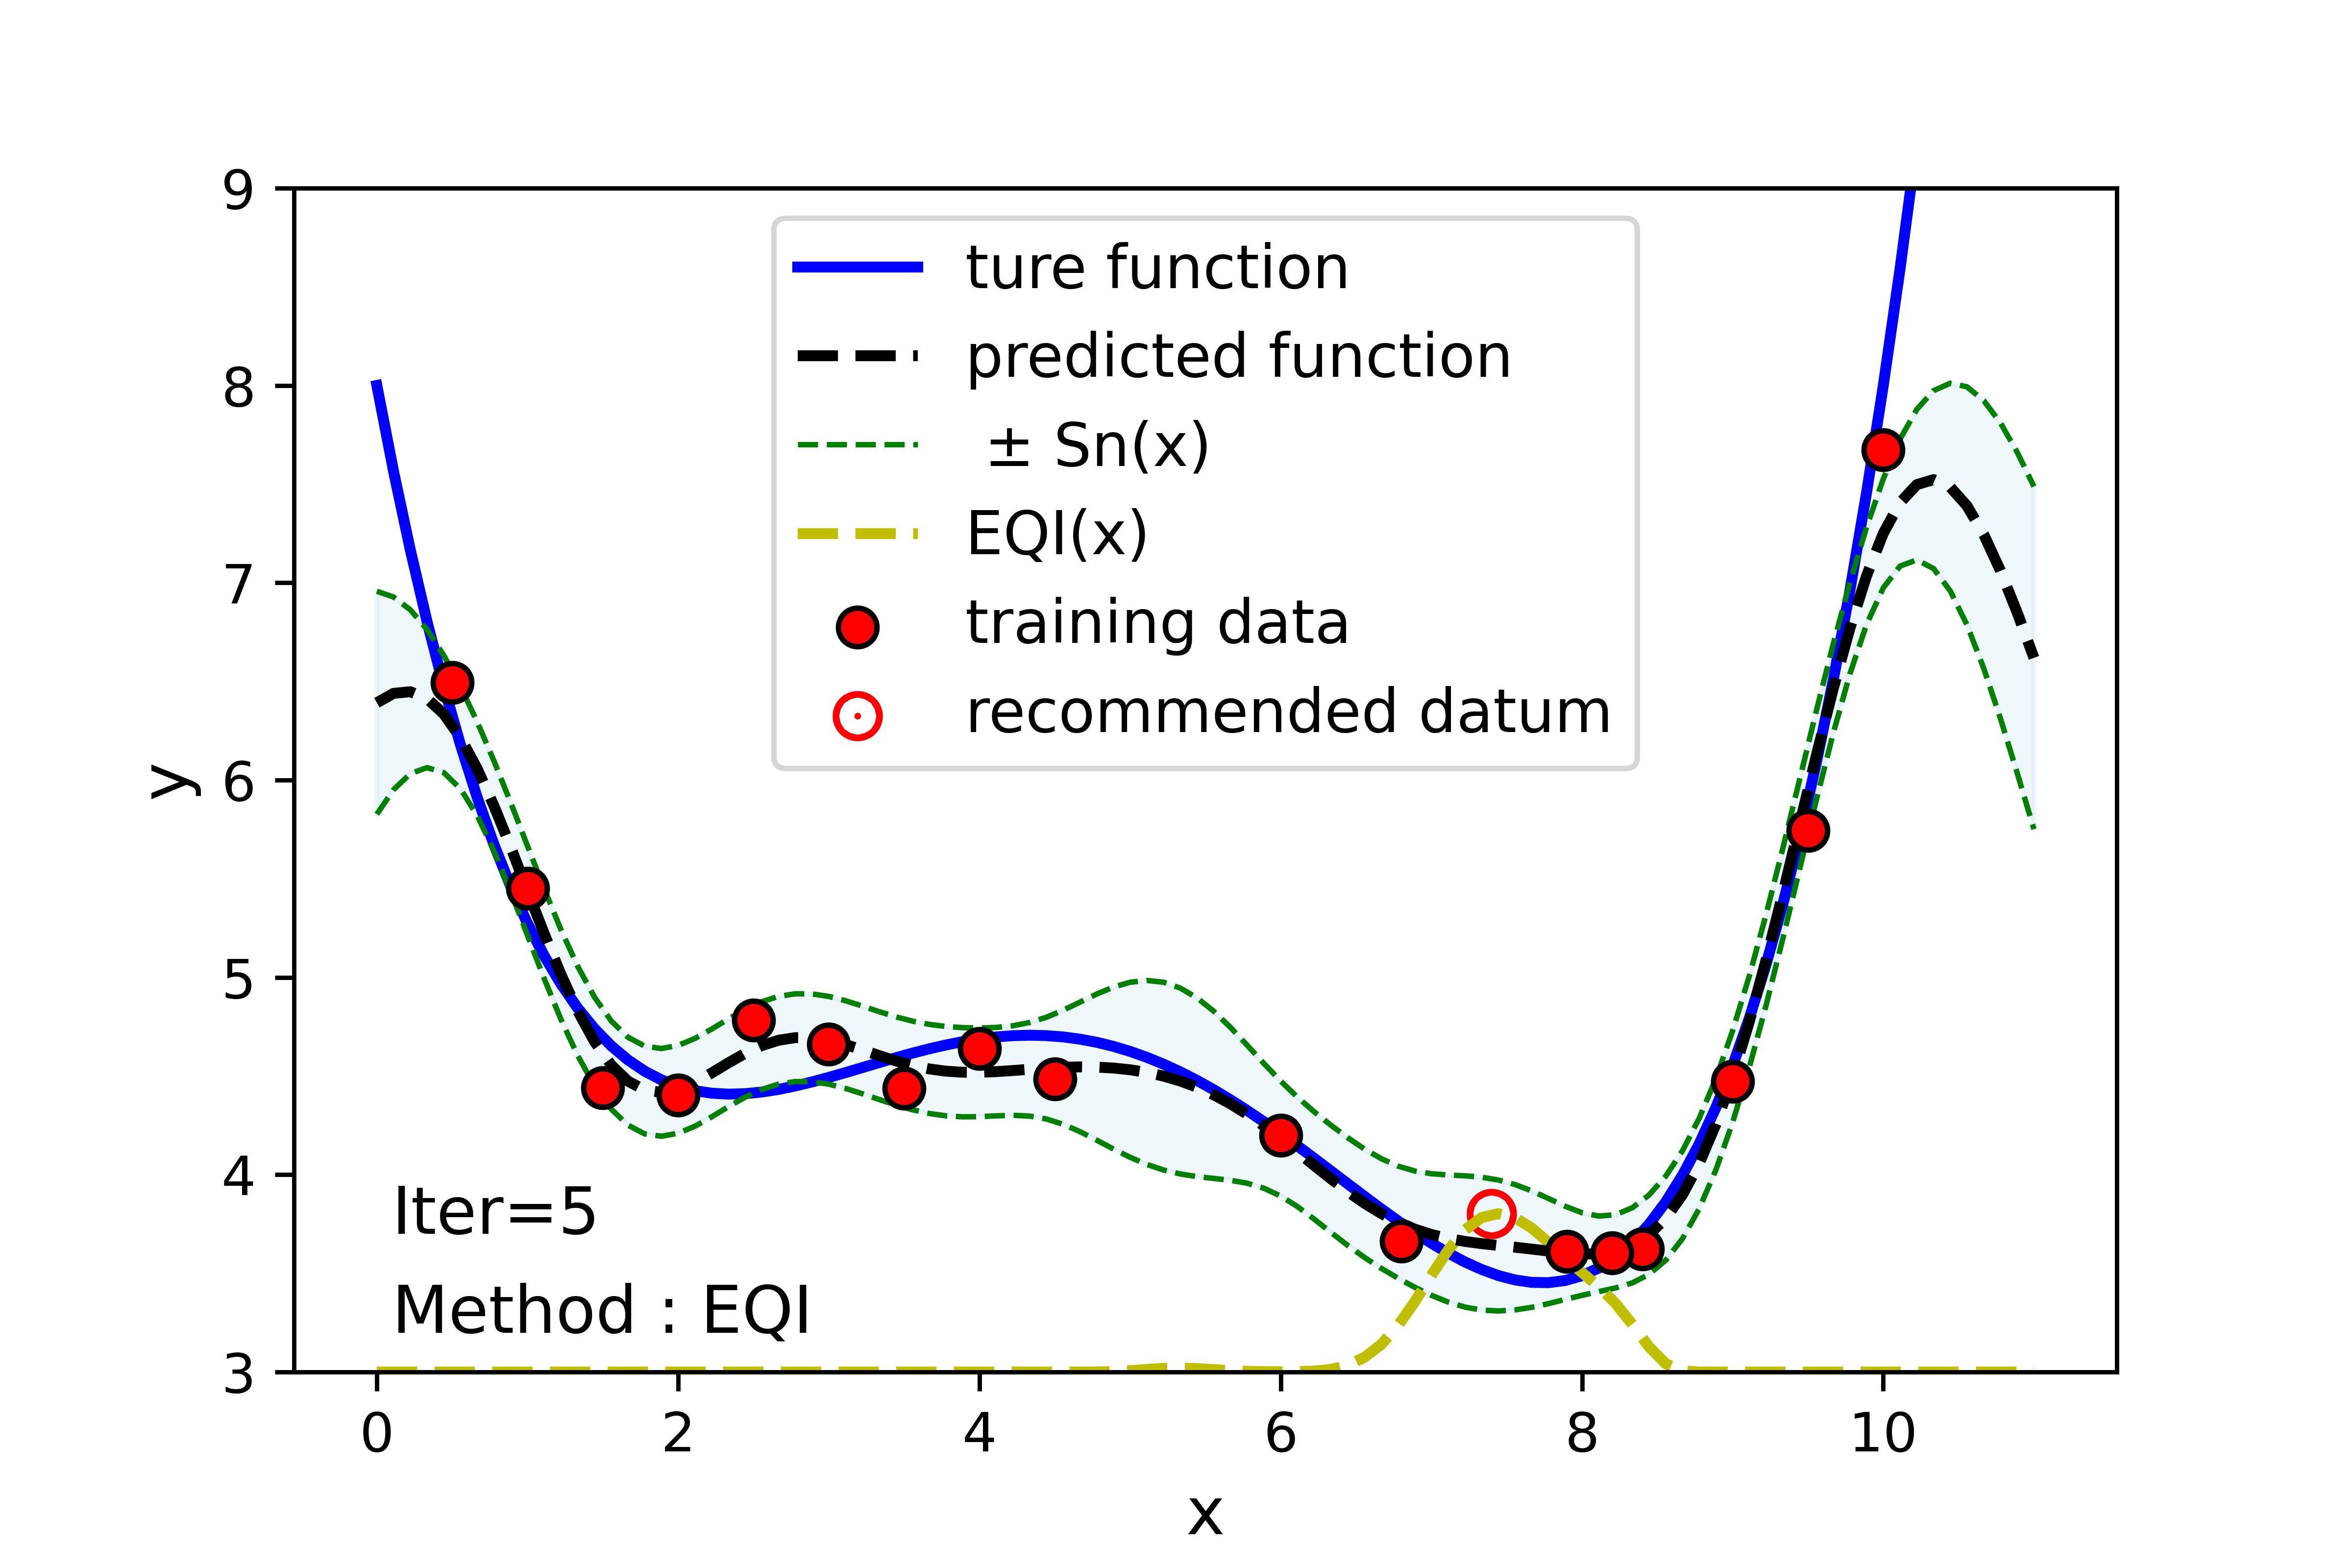 9
8
7
6
5
4
3
y
ture function
predicted function
± Sn(x)
EQI(x)
training data
recommended datum
Iter=5
Method : EQI
0 2 4 6 8 10
x